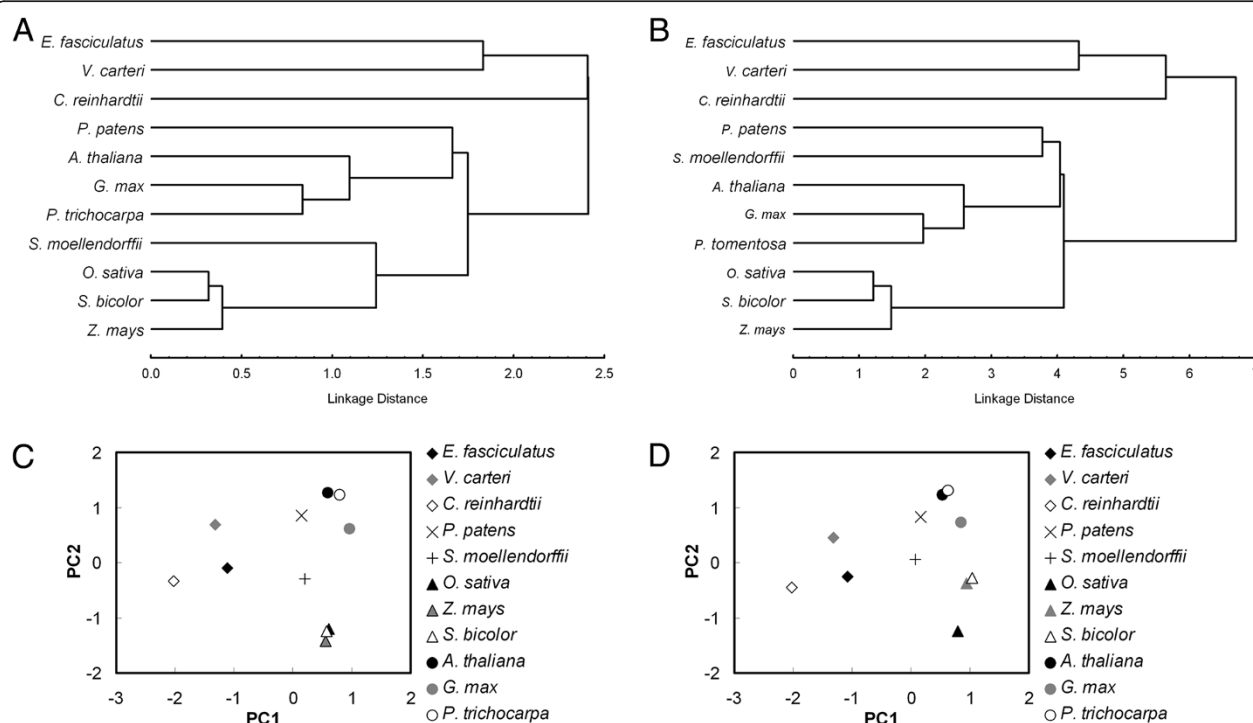 A
E. fasciculatus
V. carteri
C. reinhardtii
P. patens
A. thaliana
G. max
P. trichocarpa
S. moellendorffii
O. sativa
S. bicolor
Z. mays
0.0 0.5 1.0 1.5 2.0 2.5
Linkage Distance
B
E. fasciculatus
V. carteri
C. reinhardtii
P. patens
S. moellendorffii
A. thaliana
G. max
P. tomentosa
O. sativa
S. bicolor
Z. mays
0 1 2 3 4 5 6 7
Linkage Distance
C
PC2
2
1
0
-1
-2
-3 -2 -1 0 1 2
PC1
E. fasciculatus
V. carteri
C. reinhardtii
P. patens
S. moellendorffii
O. sativa
Z. mays
S. bicolor
A. thaliana
G. max
P. trichocarpa
D
PC2
2
1
0
-1
-2
-3 -2 -1 0 1 2
PC1
E. fasciculatus
V. carteri
C. reinhardtii
P. patens
S. moellendorffii
O. sativa
Z. mays
S. bicolor
A. thaliana
G. max
P. trichocarpa